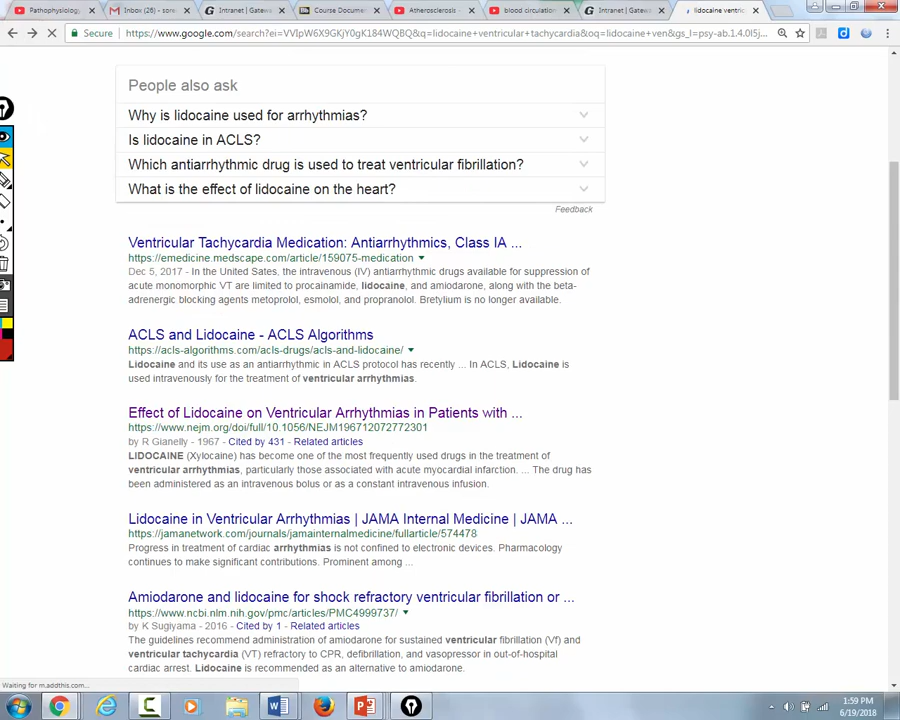 Pathophysiology
Inbox (26) - sore
Intranet | Gatew
Course Documen
Atherosclerosis -
blood circulation
Intranet | Gatew
lidocaine ventric
Secure
https://www.google.com/search?ei=VVIpW6X9GKjY0gK184WQBQ&q=lidocaine+ventricular+tachycardia&oq=lidocaine+ven&gs_l=psy-ab.1.4.0l5j...
People also ask
Why is lidocaine used for arrhythmias?
Is lidocaine in ACLS?
Which antiarrhythmic drug is used to treat ventricular fibrillation?
What is the effect of lidocaine on the heart?
Feedback
Ventricular Tachycardia Medication: Antiarrhythmics, Class IA ...
https://emedicine.medscape.com/article/159075-medication
Dec 5, 2017 - In the United Sates, the intravenous (IV) antiarrhythmic drugs available for suppression of
acute monomorphic VT are limited to procainamide, lidocaine, and amiodarone, along with the beta-
adrenergic blocking agents metoprolol, esmolol, and propranolol. Bretylium is no longer available.
ACLS and Lidocaine - ACLS Algorithms
https://acls-algorithms.com/acls-drugs/acls-and-lidocaine/
Lidocaine and its use as an antiarrhythmic in ACLS protocol has recently ... In ACLS, Lidocaine is
used intravenously for the treatment of ventricular arrhythmias.
Effect of Lidocaine on Ventricular Arrhythmias in Patients with ...
https://www.nejm.org/doi/full/10.1056/NEJM196712072772301
by R Gianelly - 1967 - Cited by 431 - Related articles
LIDOCAINE (Xylocaine) has become one of the most frequently used drugs in the treatment of
ventricular arrhythmias, particularly those associated with acute myocardial infarction. ... The drug has
been administered as an intravenous bolus or as a constant intravenous infusion.
Lidocaine in Ventricular Arrhythmias | JAMA Internal Medicine | JAMA ...
https://jamanetwork.com/journals/jamainternalmedicine/fullarticle/574478
Progress in treatment of cardiac arrhythmias is not confined to electronic devices. Pharmacology
continues to make significant contributions. Prominent among ...
Amiodarone and lidocaine for shock refractory ventricular fibrillation or ...
https://www.ncbi.nlm.nih.gov/pmc/articles/PMC4999737/
by K Sugiyama - 2016 - Cited by 1 - Related articles
The guidelines recommend administration of amiodarone for sustained ventricular fibrillation (Vf) and
ventricular tachycardia (VT) refractory to CPR, defibrillation, and vasopressor in out-of-hospital
cardiac arrest. Lidocaine is recommended as an alternative to amiodarone.
Waiting for m.addthis.com...
1:59 PM
6/19/2018